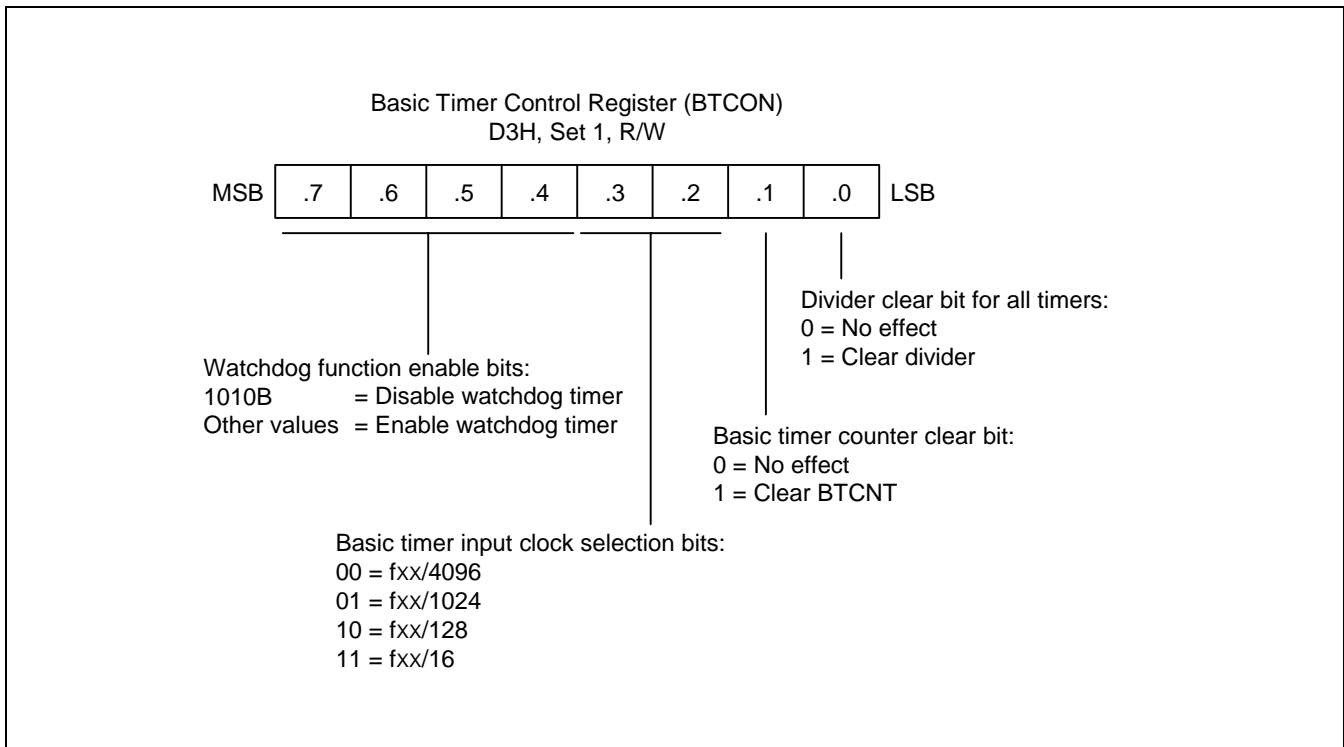 Basic Timer Control Register (BTCON)
D3H, Set 1, R/W
MSB .7 .6 .5 .4 .3 .2 .1 .0 LSB
Divider clear bit for all timers:
0 = No effect
1 = Clear divider
Watchdog function enable bits:
1010B = Disable watchdog timer
Other values = Enable watchdog timer
Basic timer counter clear bit:
0 = No effect
1 = Clear BTCNT
Basic timer input clock selection bits:
00 = fxx/4096
01 = fxx/1024
10 = fxx/128
11 = fxx/16